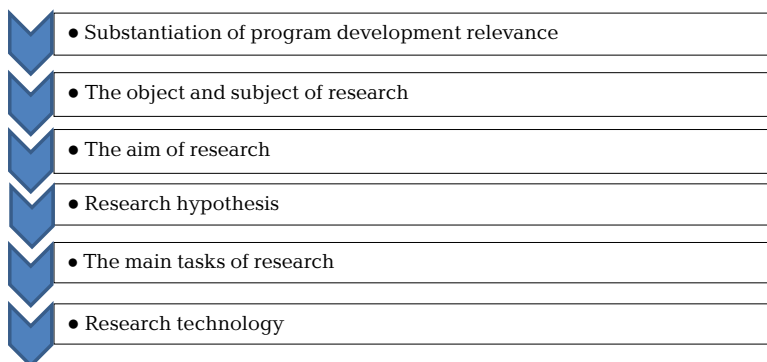 • Substantiation of program development relevance
• The object and subject of research
• The aim of research
• Research hypothesis
• The main tasks of research
• Research technology